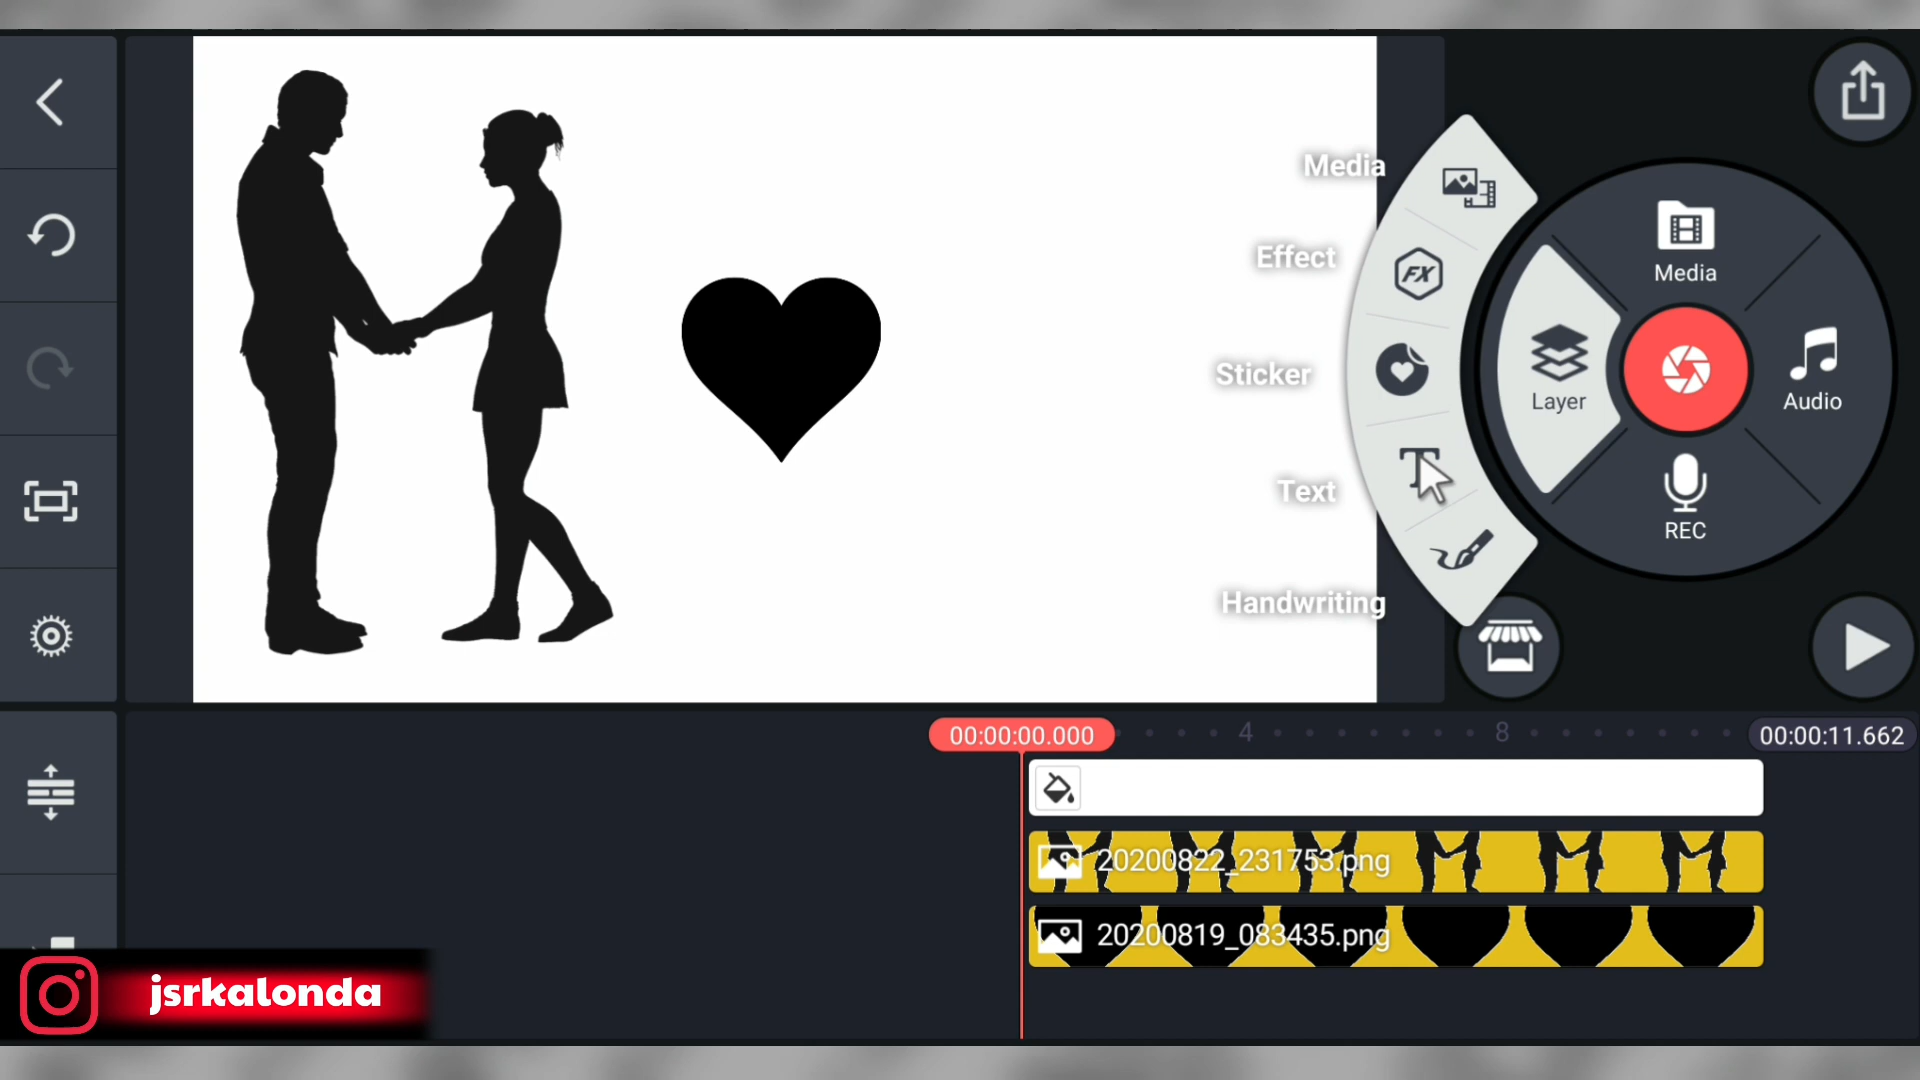 Media
Effect
Sticker
Text
Handwriting
Media
Layer
Audio
REC
00:00:00.000
4
8
00:00:11.662
20200822_231753.png
20200819_083435.png
jsrkalonda